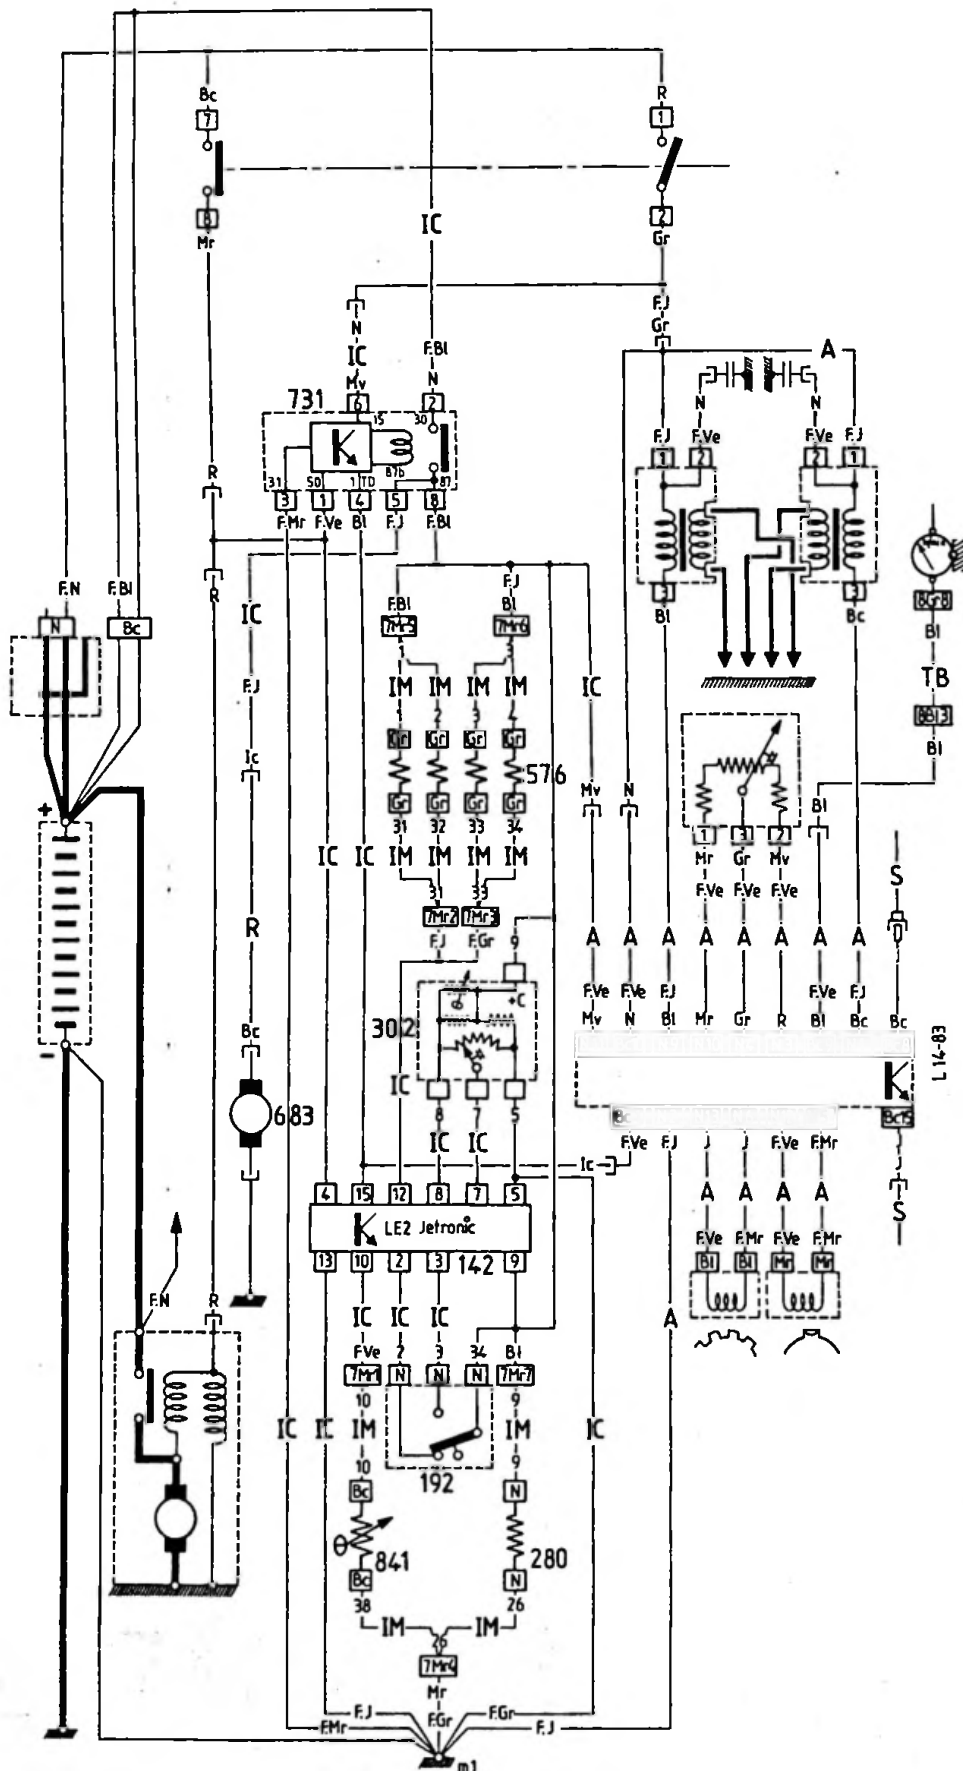 Bc R
7 1
8 2
Mr IC Gr
F.J
N Gr
IC F.Bl A
Mv N N N
731 6 2 F.J F.Ve F.Ve F.J
15 30 1 2 2 1
R
31 50 1 TD 87b 87
3 1 4 5 8
F.Mr F.Ve Bl F.J F.Bl
R 3 3
F.N F.Bl IC F.Bl F.J Bl Bc 8Gr8
Bl Bl
N Bc 7Mr5 7Mr6 TB
F.J IM IM IM IM IC 8Bl3
1 2 3 4 Bl
Gr Gr Gr Gr
Ic 576
+ Gr Gr Gr Gr Mv N Bl
31 32 33 34 1 3 2
IC IC IM IM IM IM Mr Gr Mv
31 33 F.Ve F.Ve F.Ve S
R 7Mr2 7Mr3
F.J F.Gr 9 A A A A A A A A
F.Ve F.Ve F.J F.Ve F.J
+C Mv N Bl Mr Gr R Bl Bc Bc
- Bc 302 L14-83
IC
683 8 7 5 Bc Bc15
IC IC Ic F.Ve F.J J J F.Ve F.Mr J
4 15 12 8 7 5 A A A A S
LE2 Jetronic
13 10 2 3 142 9 F.Ve F.Mr F.Ve F.Mr
Bl Bl Mr Mr
F.N R IC IC IC A
F.Ve 2 3 34 Bl
7Mr1 N N N 7Mr7
10 9
IC IC IM IM IC
10 192 9
Bc N
θ 841 280
Bc N
38 26
IM IM
26
7Mr4
Mr
F.J F.Gr F.Gr
F.Mr F.J
m1